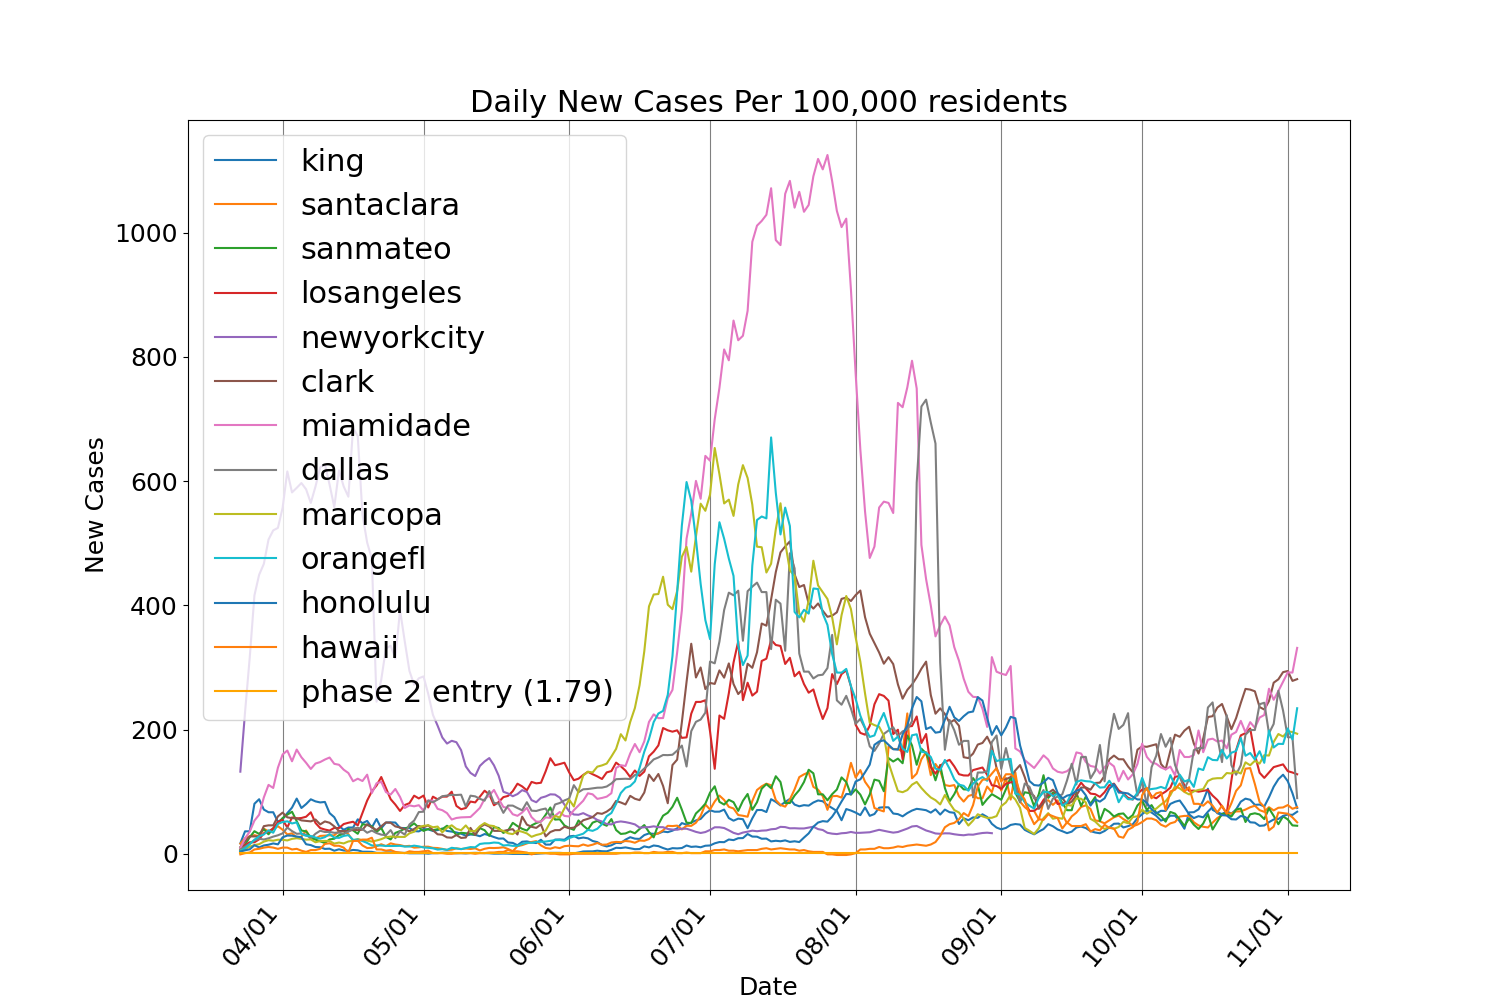 Daily New Cases Per 100,000 residents
king
santaclara
sanmateo
losangeles
newyorkcity
clark
miamidade
dallas
maricopa
orangefl
honolulu
hawaii
phase 2 entry (1.79)
1000
800
600
400
200
0
New Cases
04/01
05/01
06/01
07/01
08/01
09/01
10/01
11/01
Date